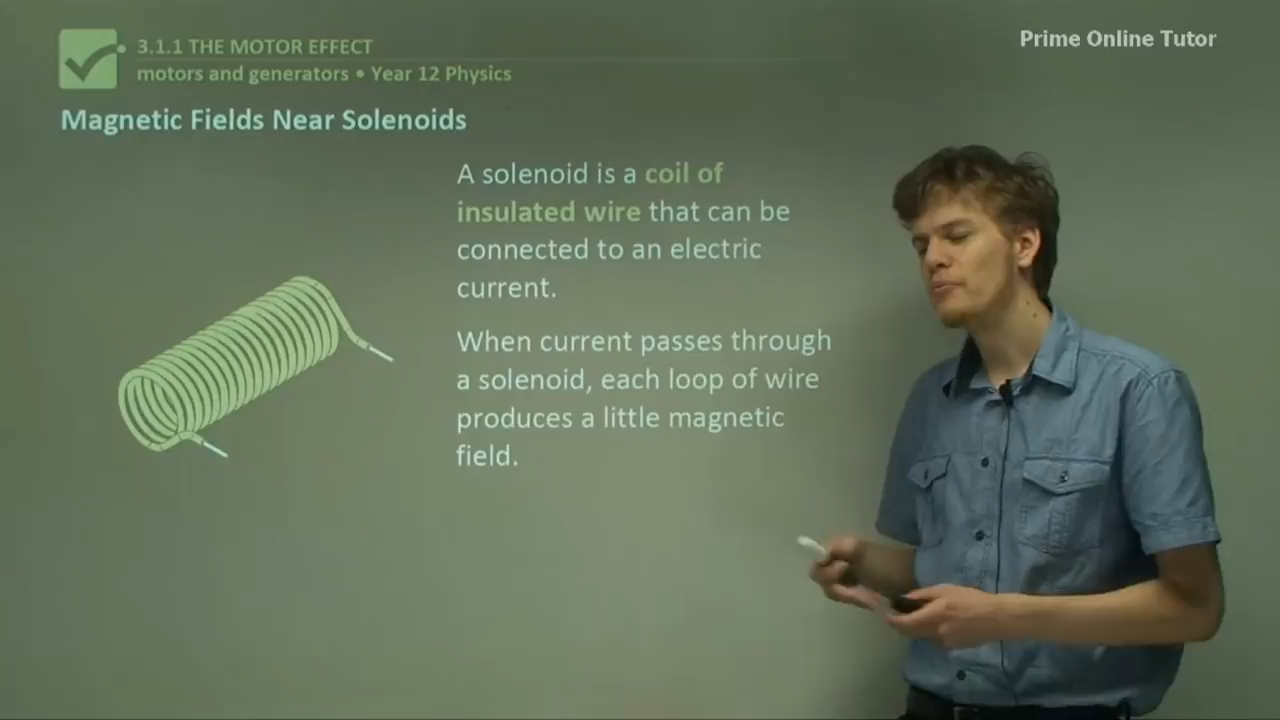 3.1.1 THE MOTOR EFFECT
motors and generators • Year 12 Physics
Prime Online Tutor
Magnetic Fields Near Solenoids
A solenoid is a coil of
insulated wire that can be
connected to an electric
current.
When current passes through
a solenoid, each loop of wire
produces a little magnetic
field.